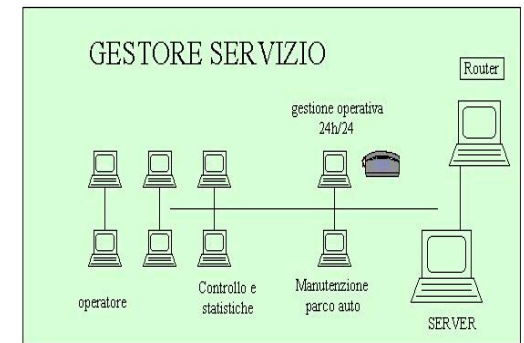 GESTORE SERVIZIO
Router
gestione operativa
24h/24
operatore
Controllo e
statistiche
Manutenzione
parco auto
SERVER